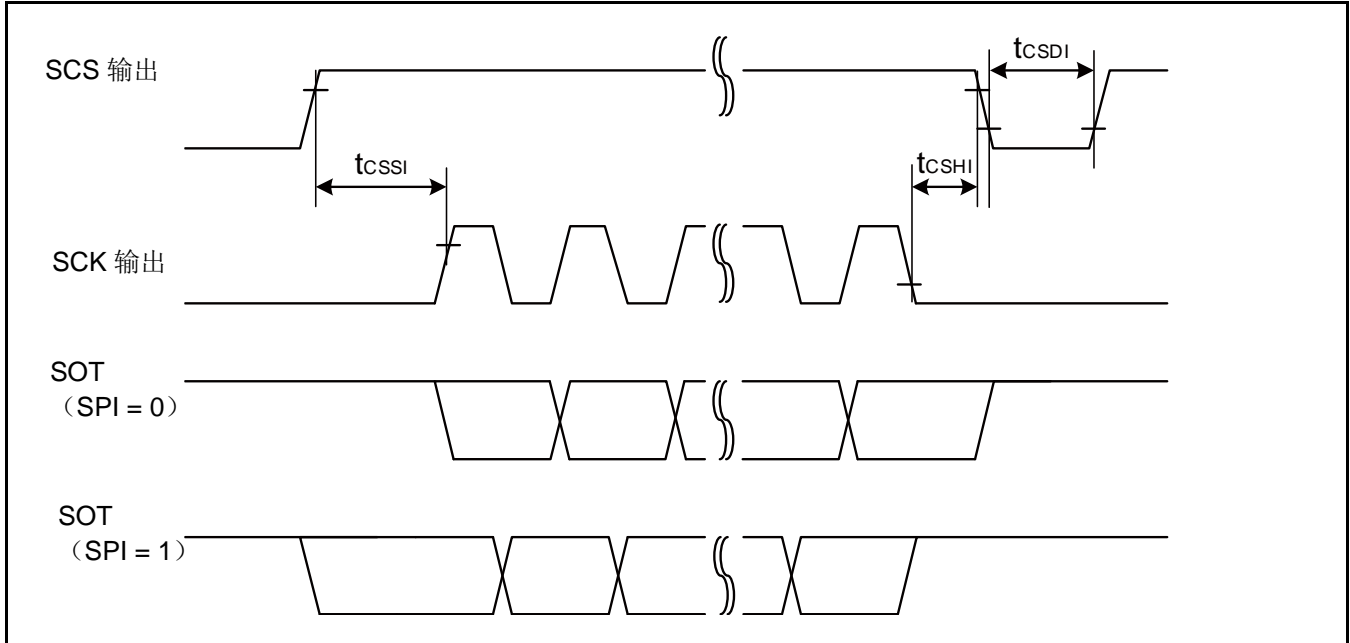 SCS 输出
tCSDI
tCSSI
tCSHI
SCK 输出
SOT
（SPI = 0）
SOT
（SPI = 1）